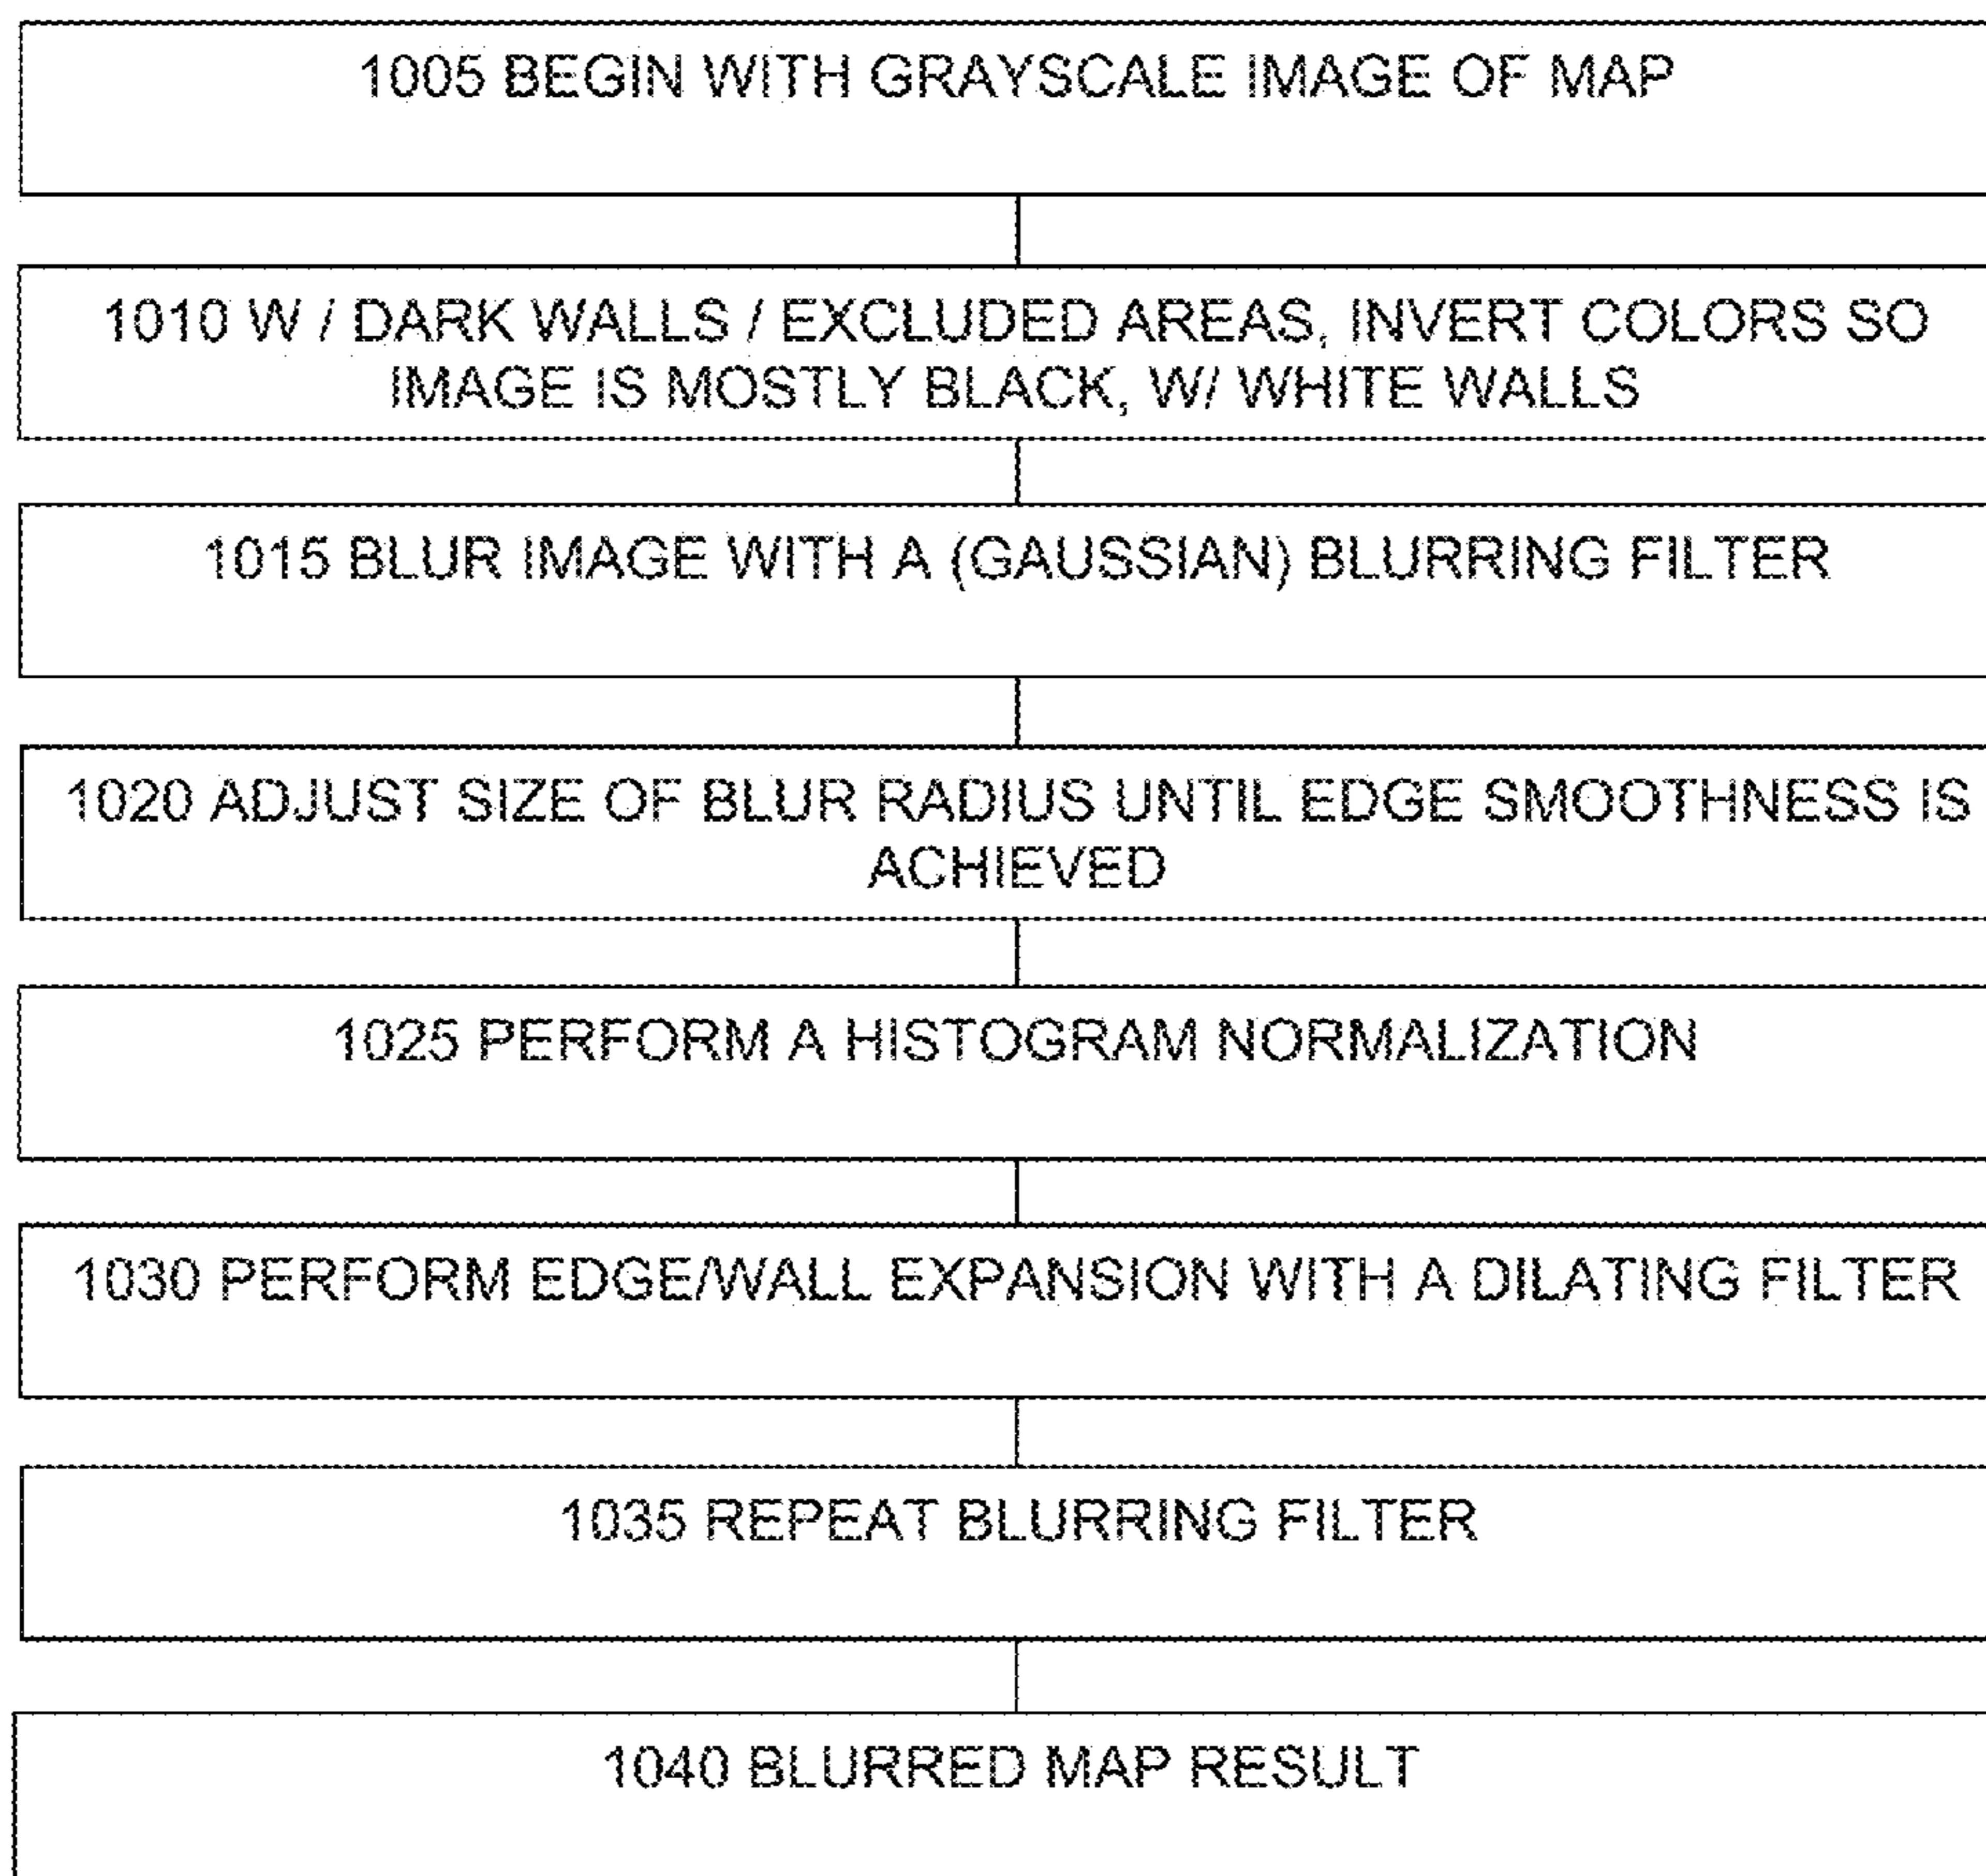 1005 BEGIN WITH GRAYSCALE IMAGE OF MAP
1010 W / DARK WALLS / EXCLUDED AREAS, INVERT COLORS SO
IMAGE IS MOSTLY BLACK, W/ WHITE WALLS
1015 BLUR IMAGE WITH A (GAUSSIAN) BLURRING FILTER
1020 ADJUST SIZE OF BLUR RADIUS UNTIL EDGE SMOOTHNESS IS
ACHIEVED
1025 PERFORM A HISTOGRAM NORMALIZATION
1030 PERFORM EDGE/WALL EXPANSION WITH A DILATING FILTER
1035 REPEAT BLURRING FILTER
1040 BLURRED MAP RESULT